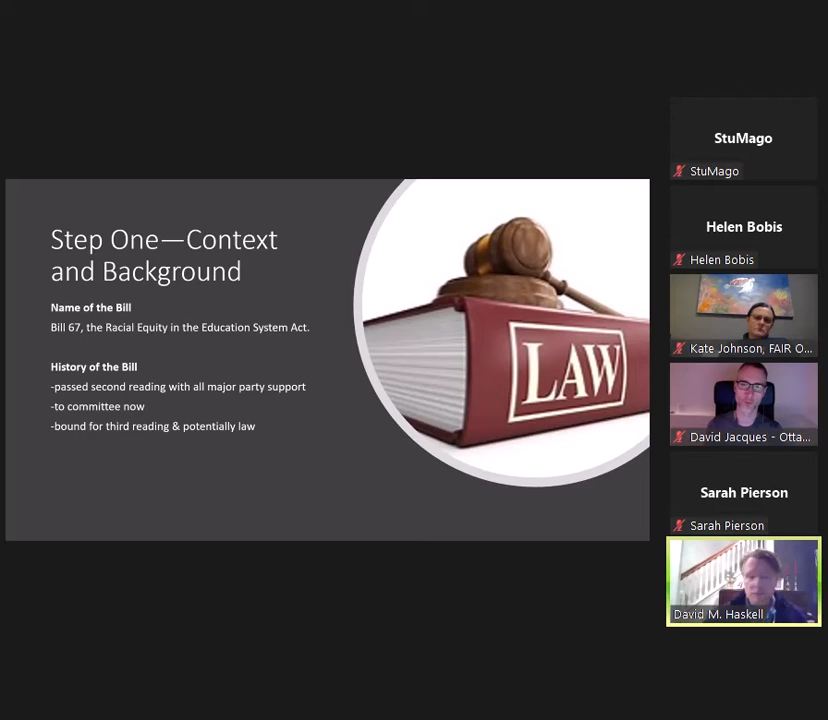 Step One—Context
and Background
Name of the Bill
Bill 67, the Racial Equity in the Education System Act.
History of the Bill
-passed second reading with all major party support
-to committee now
-bound for third reading & potentially law
LAW
StuMago
StuMago
Helen Bobis
Helen Bobis
Kate Johnson, FAIR O...
David Jacques - Otta...
Sarah Pierson
Sarah Pierson
David M. Haskell